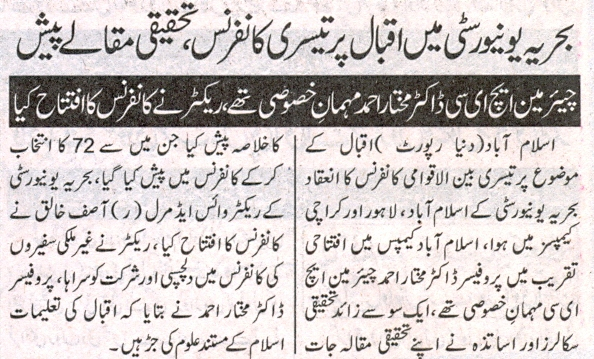 بحریہ یونیورسٹی میں اقبال پر تیسری کانفرنس، تحقیقی مقالے پیش
چیئرمین ایچ ای سی ڈاکٹر مختار احمد مہمان خصوصی تھے، ریکٹر نے کانفرنس کا افتتاح کیا
اسلام آباد (دنیا رپورٹ) اقبال کے
موضوع پر تیسری بین الاقوامی کانفرنس کا انعقاد
بحریہ یونیورسٹی کے اسلام آباد، لاہور اور کراچی
کیمپسز میں ہوا، اسلام آباد کیمپس میں افتتاحی
تقریب میں پروفیسر ڈاکٹر مختار احمد چیئرمین ایچ
ای سی مہمان خصوصی تھے، ایک سو سے زائد تحقیقی
سکالرز اور اساتذہ نے اپنے تحقیقی مقالہ جات
کا خلاصہ پیش کیا جن میں سے 72 کا انتخاب
کر کے کانفرنس میں پیش کیا گیا، بحریہ یونیورسٹی
کے ریکٹر وائس ایڈمرل (ر) آصف خالق نے
کانفرنس کا افتتاح کیا، ریکٹر نے غیر ملکی سفیروں
کی کانفرنس میں دلچسپی اور شرکت کو سراہا، پروفیسر
ڈاکٹر مختار احمد نے بتایا کہ اقبال کی تعلیمات
اسلام کے مستند علوم کی جڑ ہیں۔